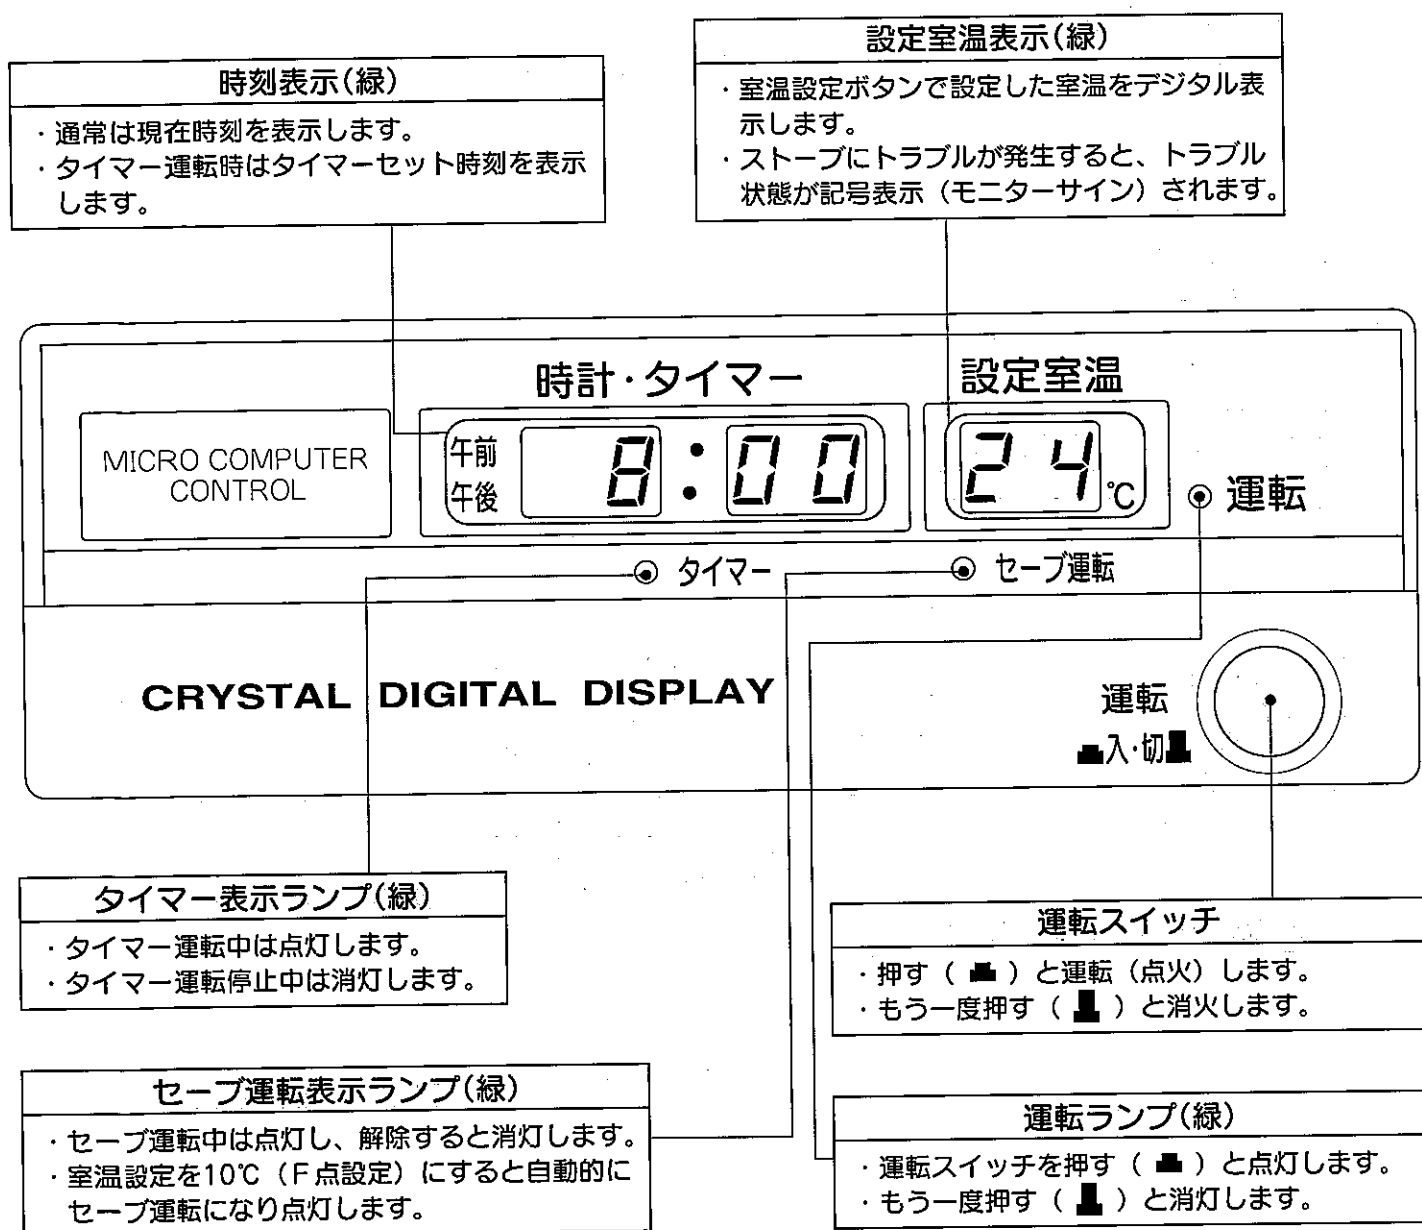 設定室温表示(緑)
・室温設定ボタンで設定した室温をデジタル表
示します。
・ストーブにトラブルが発生すると、トラブル
状態が記号表示（モニターサイン）されます。
時刻表示(緑)
・通常は現在時刻を表示します。
・タイマー運転時はタイマーセット時刻を表示
します。
時計・タイマー
設定室温
MICRO COMPUTER
CONTROL
午前
午後
8:00
24℃
運転
タイマー
セーブ運転
CRYSTAL DIGITAL DISPLAY
運転
入・切
タイマー表示ランプ(緑)
・タイマー運転中は点灯します。
・タイマー運転停止中は消灯します。
運転スイッチ
・押す（ ）と運転（点火）します。
・もう一度押す（ ）と消火します。
セーブ運転表示ランプ(緑)
・セーブ運転中は点灯し、解除すると消灯します。
・室温設定を10℃（F点設定）にすると自動的に
セーブ運転になり点灯します。
運転ランプ(緑)
・運転スイッチを押す（ ）と点灯します。
・もう一度押す（ ）と消灯します。